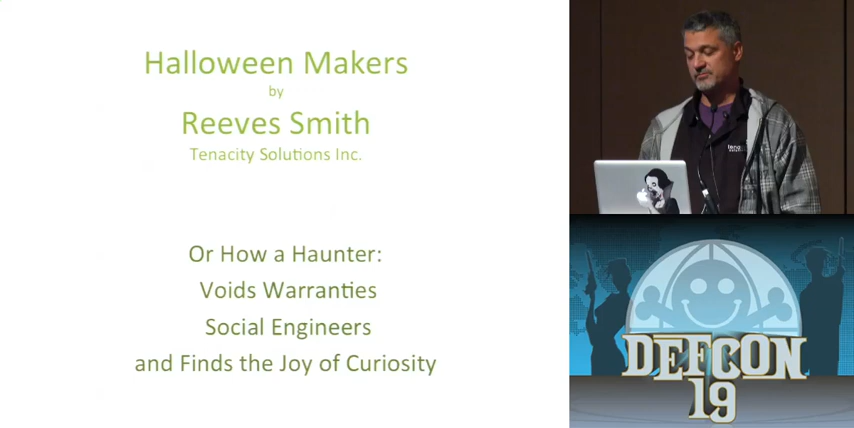 Halloween Makers
by
Reeves Smith
Tenacity Solutions Inc.
Or How a Haunter:
Voids Warranties
Social Engineers
and Finds the Joy of Curiosity
DEFCON
19